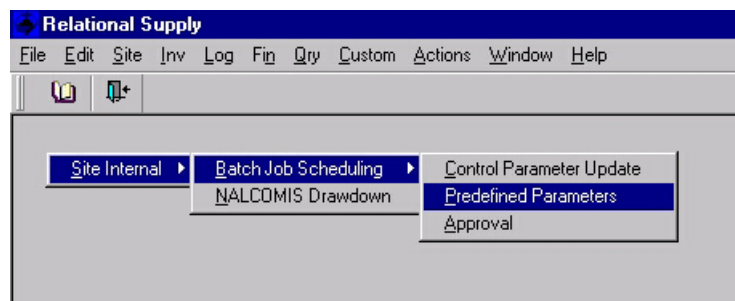 Relational Supply
File Edit Site Inv Log Fin Qry Custom Actions Window Help
Site Internal Batch Job Scheduling Control Parameter Update
NALCOMIS Drawdown Predefined Parameters
Approval